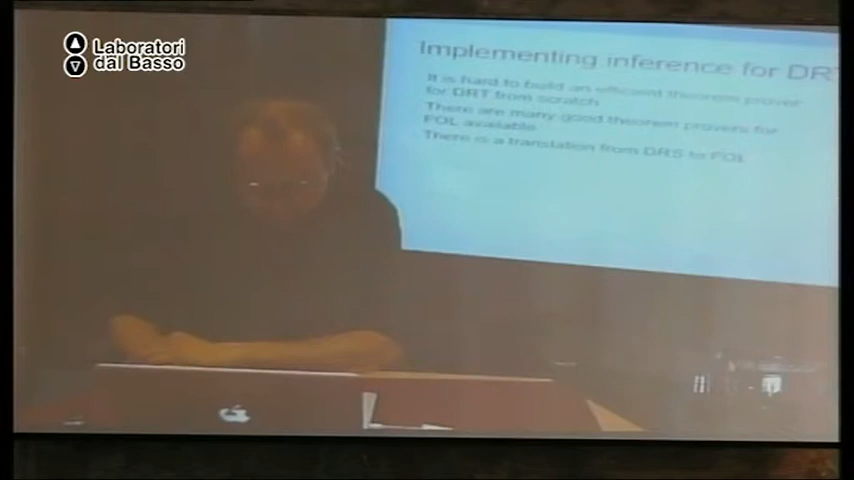 Laboratori
dal Basso
Implementing inference for DRT
It is hard to build an efficient theorem prover
for DRT from scratch
There are many good theorem provers for
FOL available
There is a translation from DRS to FOL